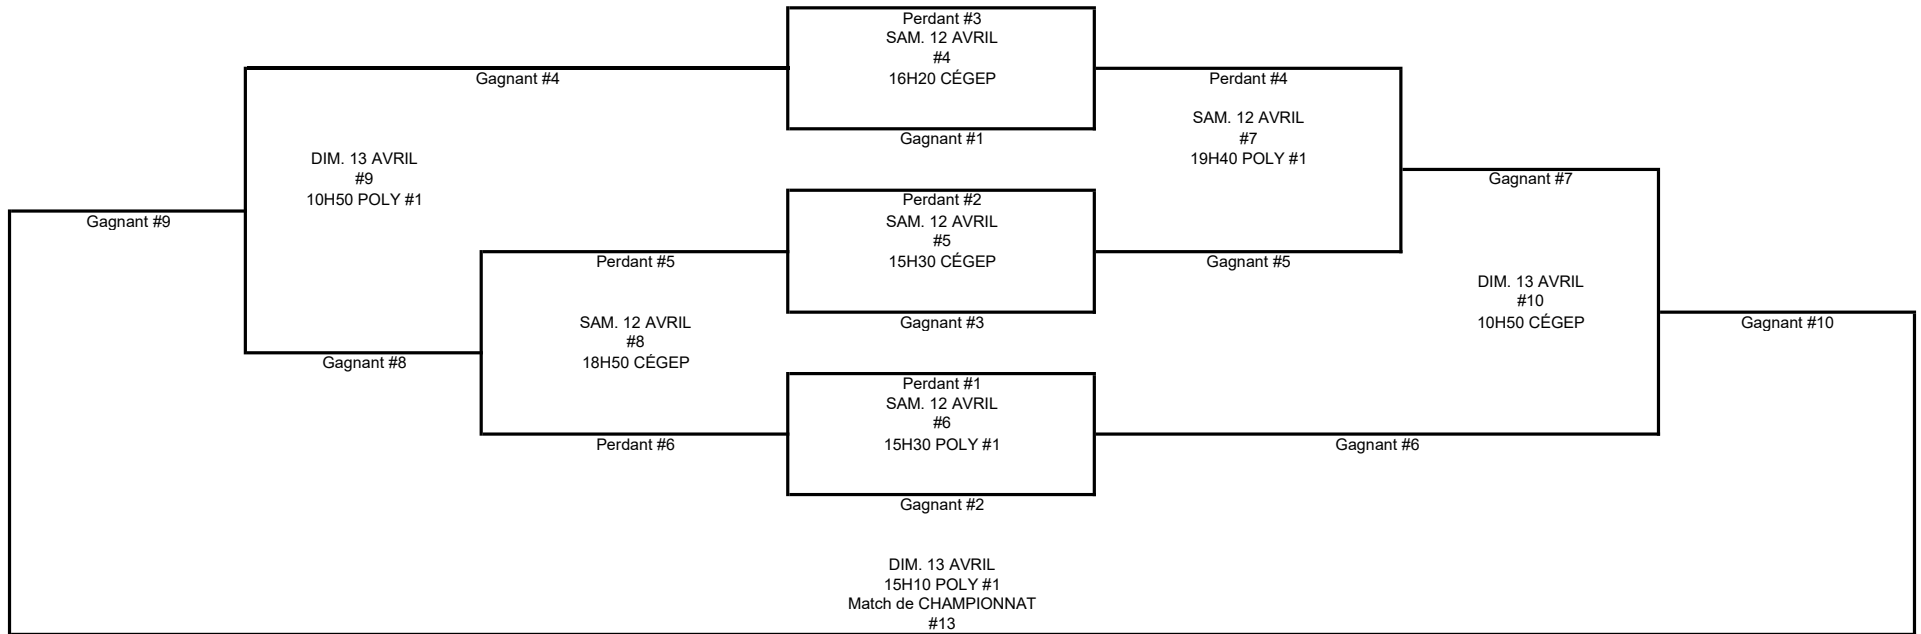 Perdant #3
SAM. 12 AVRIL
#4
16H20 CÉGEP
Gagnant #4
Perdant #4
SAM. 12 AVRIL
#7
19H40 POLY #1
Gagnant #1
DIM. 13 AVRIL
#9
10H50 POLY #1
Gagnant #7
Perdant #2
SAM. 12 AVRIL
#5
15H30 CÉGEP
Gagnant #9
Perdant #5
Gagnant #5
DIM. 13 AVRIL
#10
10H50 CÉGEP
SAM. 12 AVRIL
#8
18H50 CÉGEP
Gagnant #3
Gagnant #10
Gagnant #8
Perdant #1
SAM. 12 AVRIL
#6
15H30 POLY #1
Perdant #6
Gagnant #6
Gagnant #2
DIM. 13 AVRIL
15H10 POLY #1
Match de CHAMPIONNAT
#13